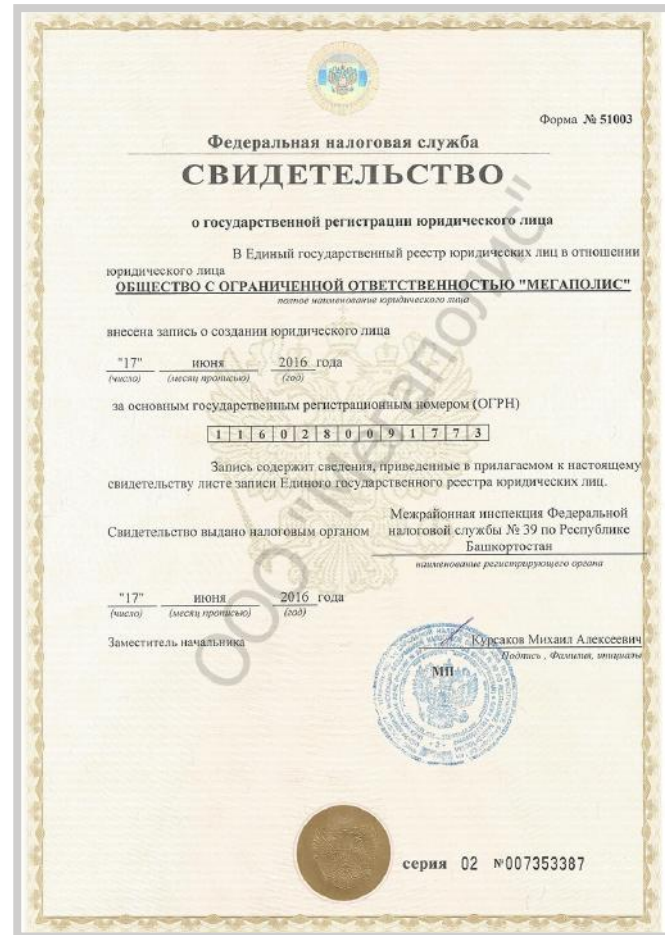 Форма № 51003
Федеральная налоговая служба
СВИДЕТЕЛЬСТВО
о государственной регистрации юридического лица
В Единый государственный реестр юридических лиц в отношении
юридического лица
ОБЩЕСТВО С ОГРАНИЧЕННОЙ ОТВЕТСТВЕННОСТЬЮ "МЕГАПОЛИС"
полное наименование юридического лица
внесена запись о создании юридического лица
"17" июня 2016 года
(число) (месяц прописью) (год)
за основным государственным регистрационным номером (ОГРН)
1 1 6 0 2 8 0 0 9 1 7 7 3
Запись содержит сведения, приведенные в прилагаемом к настоящему
свидетельству листе записи Единого государственного реестра юридических лиц.
Свидетельство выдано налоговым органом
Межрайонная инспекция Федеральной
налоговой службы № 39 по Республике
Башкортостан
наименование регистрирующего органа
"17" июня 2016 года
(число) (месяц прописью) (год)
Заместитель начальника
Курсаков Михаил Алексеевич
Подпись , Фамилия, инициалы
МП
серия 02 №007353387
ООО "Мегаполис"